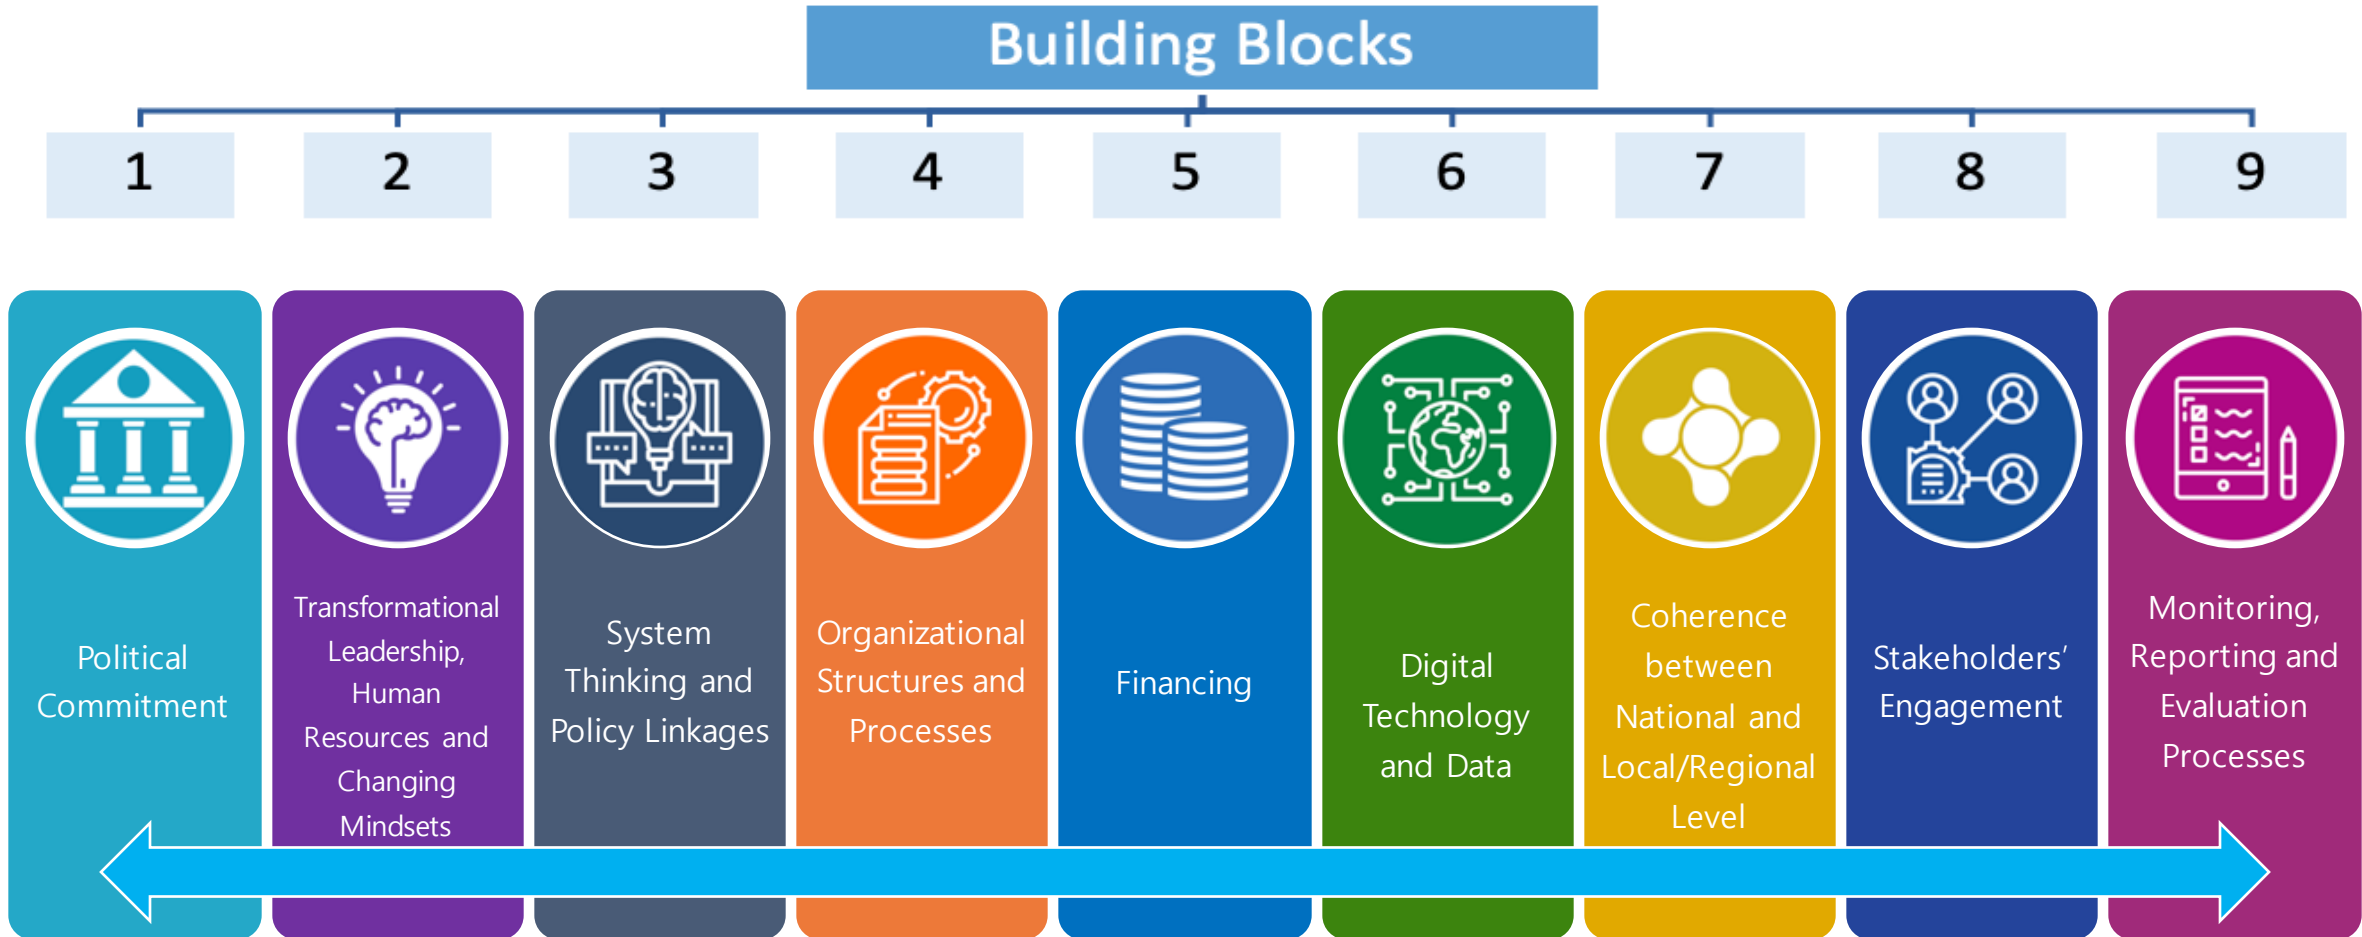 Building Blocks
1
2
3
4
5
6
7
8
9
Political
Commitment
Transformational
Leadership,
Human
Resources and
Changing
Mindsets
System
Thinking and
Policy Linkages
Organizational
Structures and
Processes
Financing
Digital
Technology
and Data
Coherence
between
National and
Local/Regional
Level
Stakeholders’
Engagement
Monitoring,
Reporting and
Evaluation
Processes